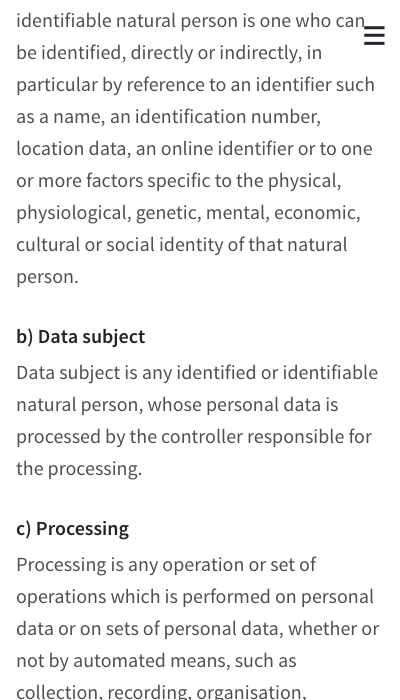 identifiable natural person is one who can
be identified, directly or indirectly, in
particular by reference to an identifier such
as a name, an identification number,
location data, an online identifier or to one
or more factors specific to the physical,
physiological, genetic, mental, economic,
cultural or social identity of that natural
person.
b) Data subject
Data subject is any identified or identifiable
natural person, whose personal data is
processed by the controller responsible for
the processing.
c) Processing
Processing is any operation or set of
operations which is performed on personal
data or on sets of personal data, whether or
not by automated means, such as
collection, recording, organisation,